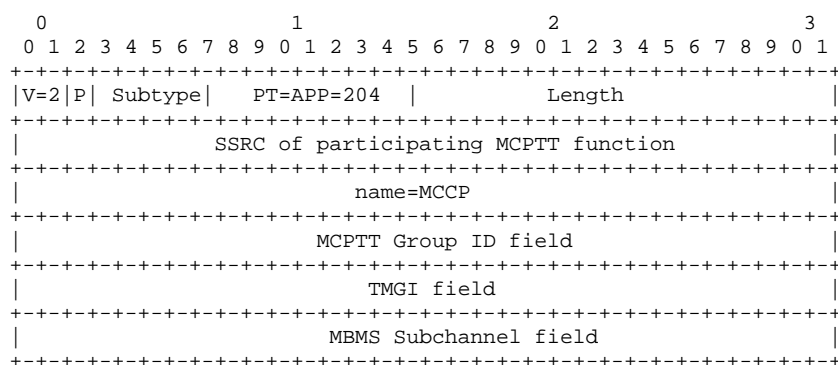 0                   1                   2                   3
0 1 2 3 4 5 6 7 8 9 0 1 2 3 4 5 6 7 8 9 0 1 2 3 4 5 6 7 8 9 0 1
+-+-+-+-+-+-+-+-+-+-+-+-+-+-+-+-+-+-+-+-+-+-+-+-+-+-+-+-+-+-+-+-+
|V=2|P| Subtype|   PT=APP=204  |          Length               |
+-+-+-+-+-+-+-+-+-+-+-+-+-+-+-+-+-+-+-+-+-+-+-+-+-+-+-+-+-+-+-+-+
|               SSRC of participating MCPTT function            |
+-+-+-+-+-+-+-+-+-+-+-+-+-+-+-+-+-+-+-+-+-+-+-+-+-+-+-+-+-+-+-+-+
|                          name=MCCP                            |
+-+-+-+-+-+-+-+-+-+-+-+-+-+-+-+-+-+-+-+-+-+-+-+-+-+-+-+-+-+-+-+-+
|                       MCPTT Group ID field                    |
+-+-+-+-+-+-+-+-+-+-+-+-+-+-+-+-+-+-+-+-+-+-+-+-+-+-+-+-+-+-+-+-+
|                           TMGI field                          |
+-+-+-+-+-+-+-+-+-+-+-+-+-+-+-+-+-+-+-+-+-+-+-+-+-+-+-+-+-+-+-+-+
|                        MBMS Subchannel field                  |
+-+-+-+-+-+-+-+-+-+-+-+-+-+-+-+-+-+-+-+-+-+-+-+-+-+-+-+-+-+-+-+-+